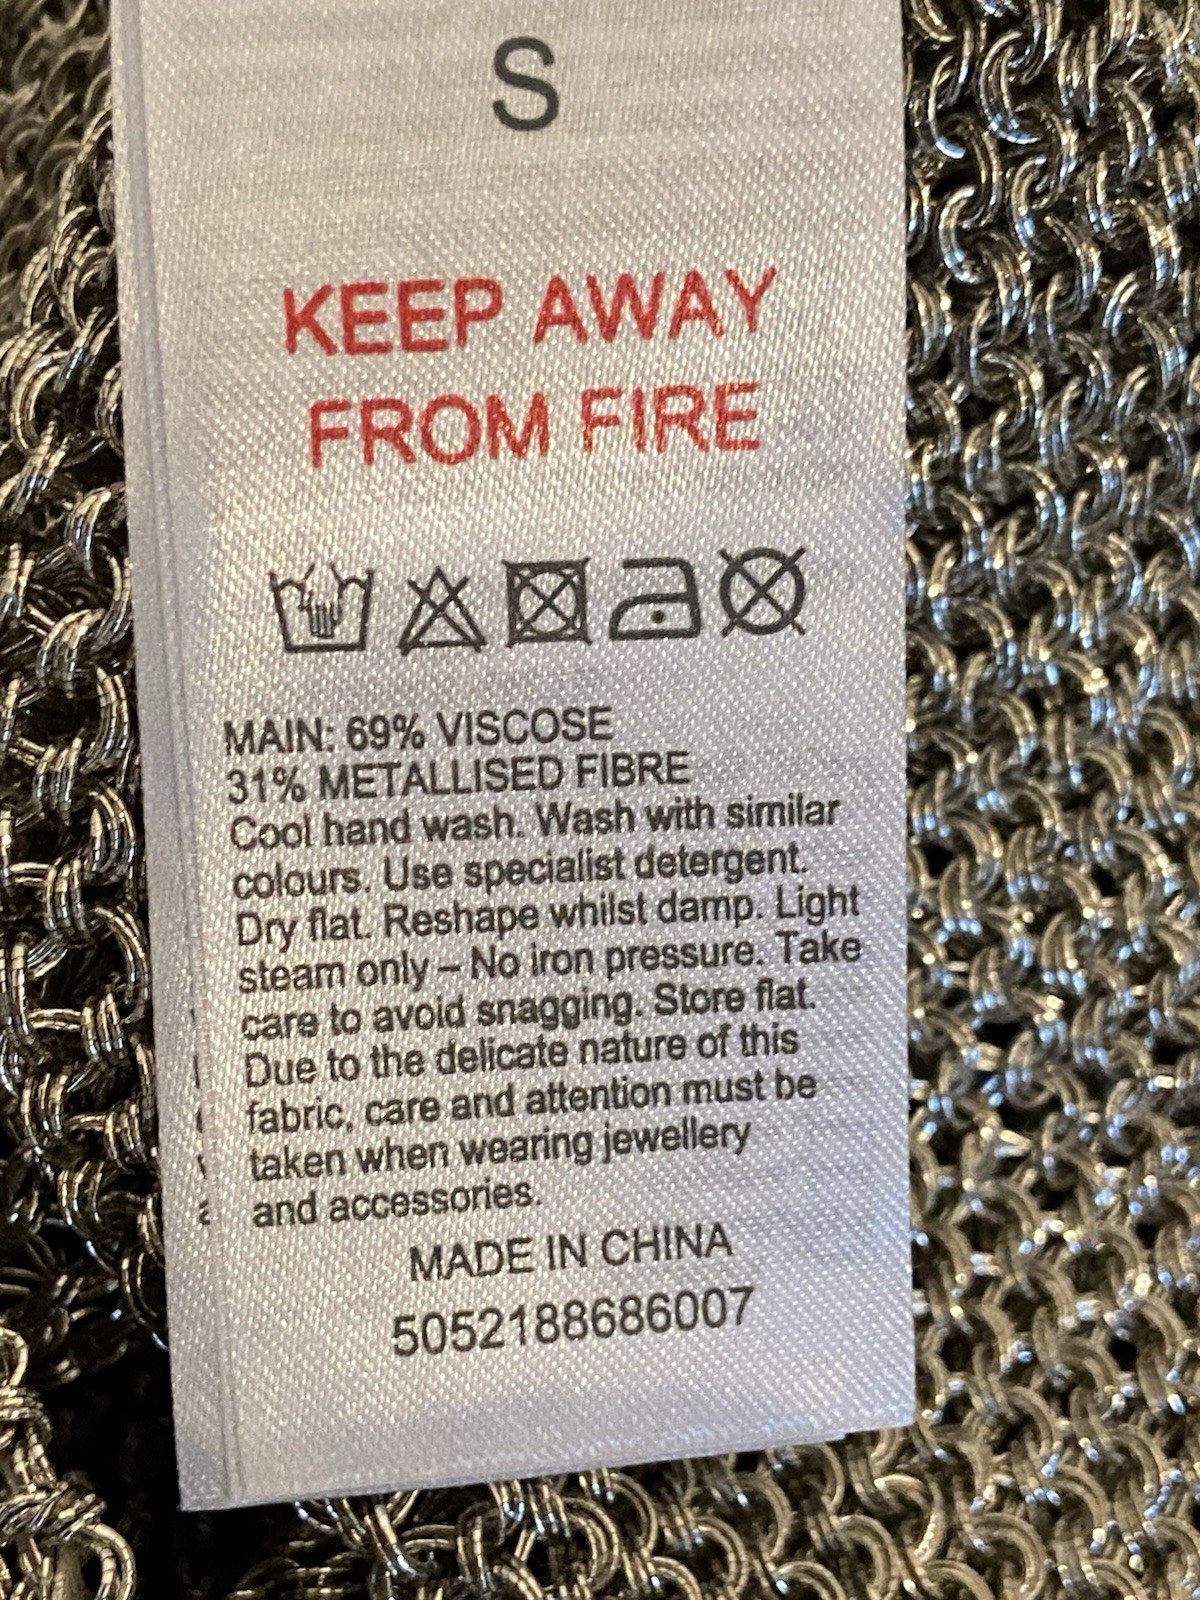 S
KEEP AWAY
FROM FIRE
MAIN: 69% VISCOSE
31% METALLISED FIBRE
Cool hand wash. Wash with similar
colours. Use specialist detergent.
Dry flat. Reshape whilst damp. Light
steam only – No iron pressure. Take
care to avoid snagging. Store flat.
Due to the delicate nature of this
fabric, care and attention must be
taken when wearing jewellery
and accessories.
MADE IN CHINA
5052188686007